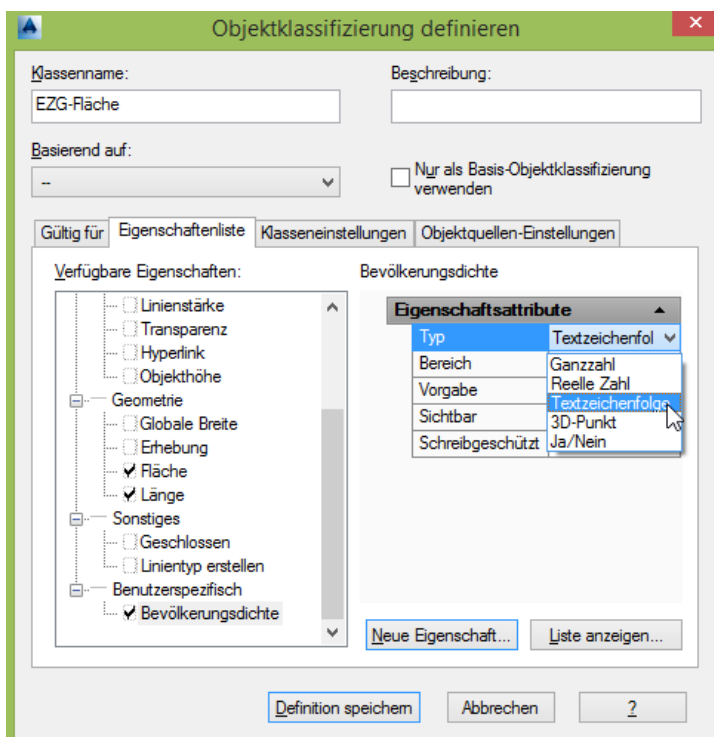 Objektklassifizierung definieren
Klassenname:
Beschreibung:
EZG-Fläche
Basierend auf:
--
Nur als Basis-Objektklassifizierung
verwenden
Gültig für
Eigenschaftenliste
Klasseneinstellungen
Objektquellen-Einstellungen
Verfügbare Eigenschaften:
Linienstärke
Transparenz
Hyperlink
Objekthöhe
Geometrie
Globale Breite
Erhebung
Fläche
Länge
Sonstiges
Geschlossen
Linientyp erstellen
Benutzerspezifisch
Bevölkerungsdichte
Bevölkerungsdichte
Eigenschaftsattribute
Typ
Textzeichenfol
Bereich
Vorgabe
Sichtbar
Schreibgeschützt
Ganzzahl
Reelle Zahl
Textzeichenfolge
3D-Punkt
Ja/Nein
Neue Eigenschaft...
Liste anzeigen...
Definition speichern
Abbrechen
?